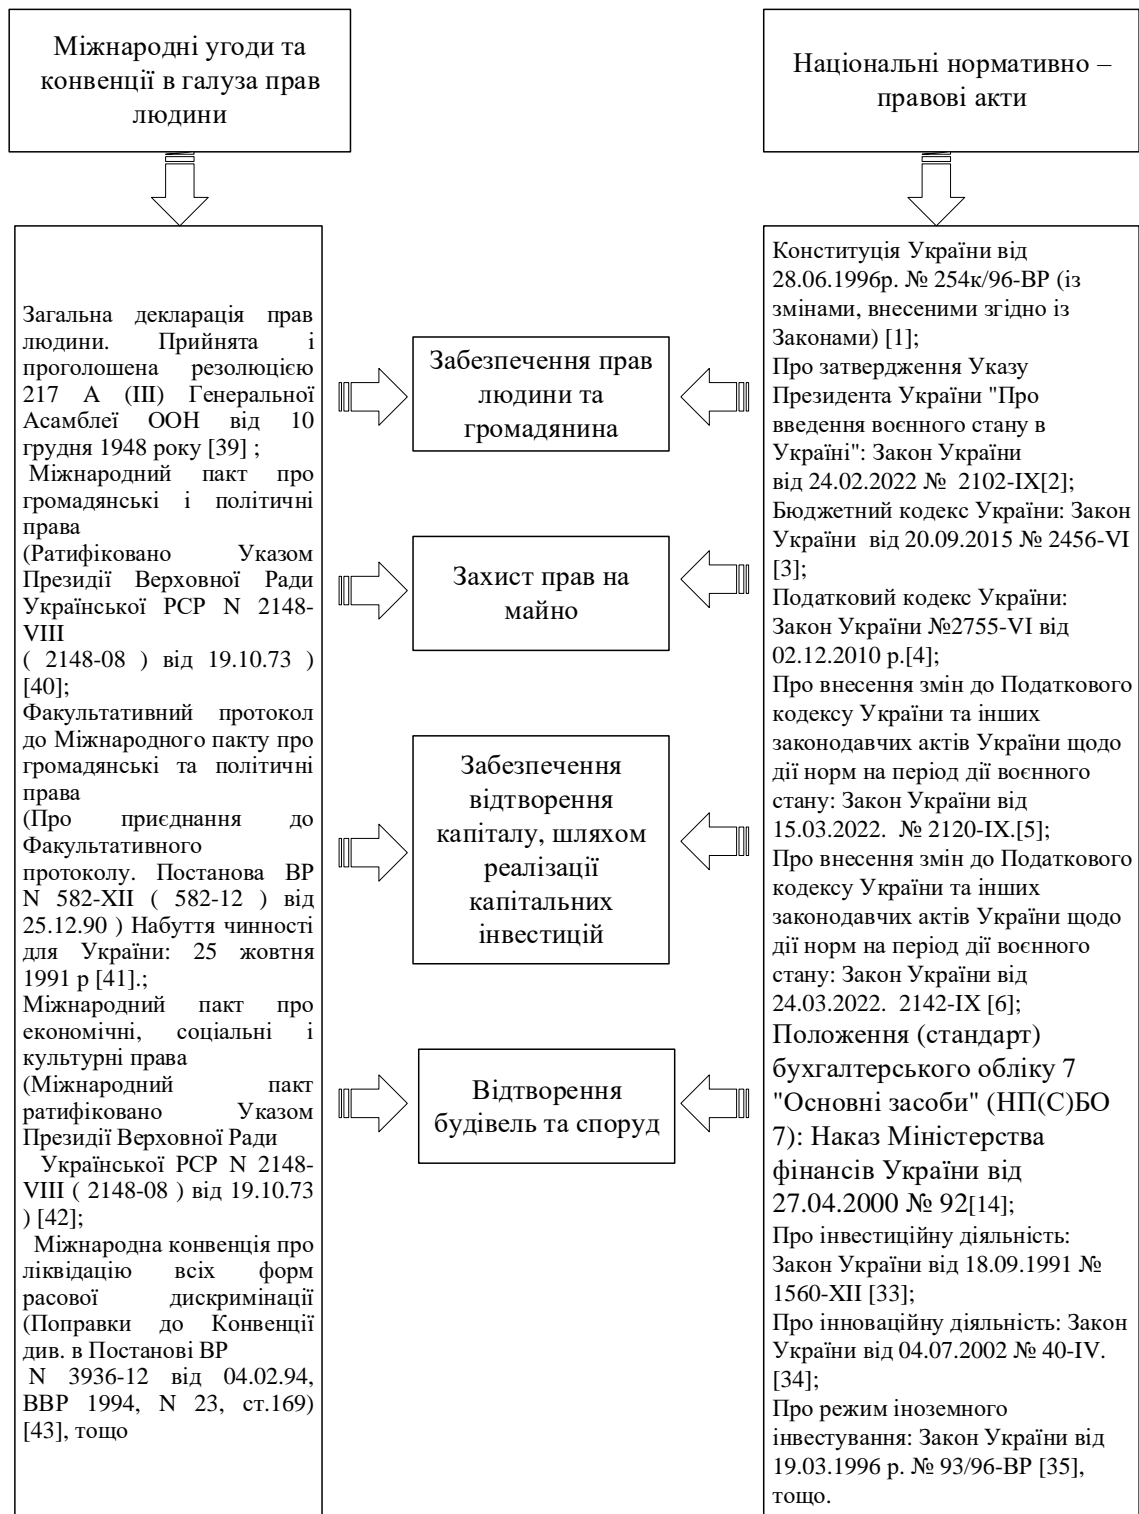 Міжнародні угоди та
конвенції в галуза прав
людини
Національні нормативно –
правові акти
Загальна декларація прав
людини. Прийнята і
проголошена резолюцією
217 А (III) Генеральної
Асамблеї ООН від 10
грудня 1948 року [39] ;
Міжнародний пакт про
громадянські і політичні
права
(Ратифіковано Указом
Президії Верховної Ради
Української РСР N 2148-
VIII
( 2148-08 ) від 19.10.73 )
[40];
Факультативний протокол
до Міжнародного пакту про
громадянські та політичні
права
(Про приєднання до
Факультативного
протоколу. Постанова ВР
N 582-XII ( 582-12 ) від
25.12.90 ) Набуття чинності
для України: 25 жовтня
1991 р [41].;
Міжнародний пакт про
економічні, соціальні і
культурні права
(Міжнародний пакт
ратифіковано Указом
Президії Верховної Ради
Української РСР N 2148-
VIII ( 2148-08 ) від 19.10.73
) [42];
Міжнародна конвенція про
ліквідацію всіх форм
расової дискримінації
(Поправки до Конвенції
див. в Постанові ВР
N 3936-12 від 04.02.94,
ВВР 1994, N 23, ст.169)
[43], тощо
Забезпечення прав
людини та
громадянина
Захист прав на
майно
Забезпечення
відтворення
капіталу, шляхом
реалізації
капітальних
інвестицій
Відтворення
будівель та споруд
Конституція України від
28.06.1996р. № 254к/96-ВР (із
змінами, внесеними згідно із
Законами) [1];
Про затвердження Указу
Президента України "Про
введення воєнного стану в
Україні": Закон України
від 24.02.2022 № 2102-IX[2];
Бюджетний кодекс України: Закон
України від 20.09.2015 № 2456-VI
[3];
Податковий кодекс України:
Закон України №2755-VI від
02.12.2010 р.[4];
Про внесення змін до Податкового
кодексу України та інших
законодавчих актів України щодо
дії норм на період дії воєнного
стану: Закон України від
15.03.2022. № 2120-IX.[5];
Про внесення змін до Податкового
кодексу України та інших
законодавчих актів України щодо
дії норм на період дії воєнного
стану: Закон України від
24.03.2022. 2142-IX [6];
Положення (стандарт)
бухгалтерського обліку 7
"Основні засоби" (НП(С)БО
7): Наказ Міністерства
фінансів України від
27.04.2000 № 92[14];
Про інвестиційну діяльність:
Закон України від 18.09.1991 №
1560-XII [33];
Про інноваційну діяльність: Закон
України від 04.07.2002 № 40-IV.
[34];
Про режим іноземного
інвестування: Закон України від
19.03.1996 р. № 93/96-ВР [35],
тощо.